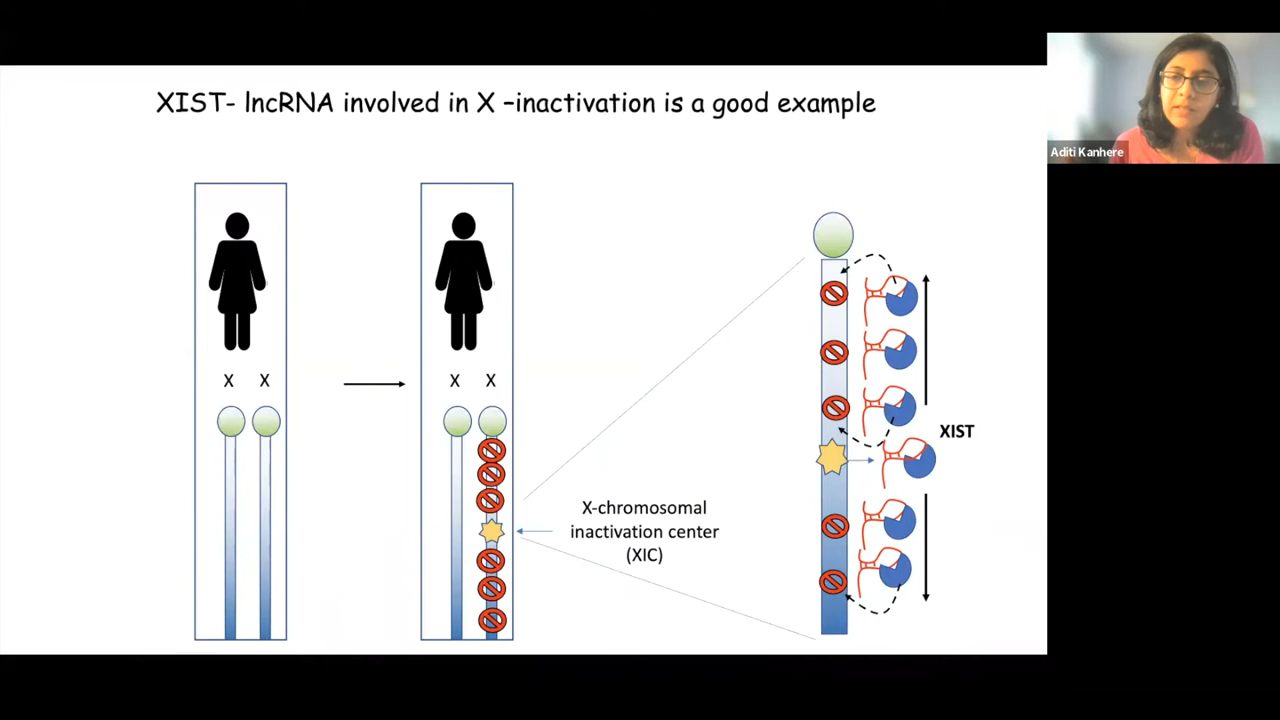 XIST- lncRNA involved in X –inactivation is a good example
Aditi Kanhere
X X
X X
XIST
X-chromosomal
inactivation center
(XIC)